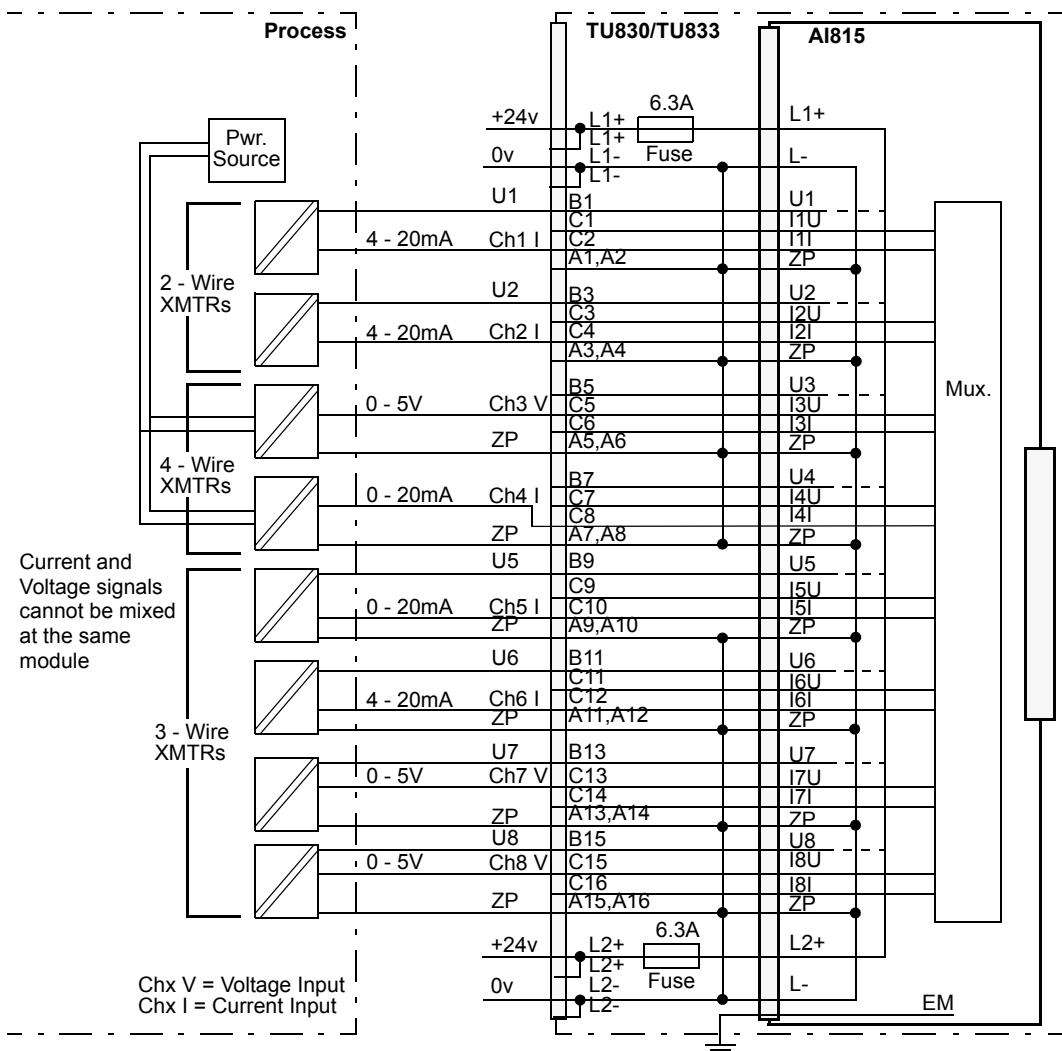 Process
TU830/TU833
AI815
6.3A
+24v
L1+
L1+
Fuse
L1+
0v
L1-
L1-
L-
Pwr.
Source
U1
B1
U1
C1
I1U
4 - 20mA
Ch1 I
C2
I1I
A1,A2
ZP
2 - Wire
XMTRs
U2
B3
U2
C3
I2U
4 - 20mA
Ch2 I
C4
I2I
A3,A4
ZP
Mux.
B5
U3
0 - 5V
Ch3 V
C5
I3U
C6
I3I
ZP
A5,A6
ZP
4 - Wire
XMTRs
B7
U4
0 - 20mA
Ch4 I
C7
I4U
C8
I4I
ZP
A7,A8
ZP
Current and
Voltage signals
cannot be mixed
at the same
module
U5
B9
U5
C9
I5U
0 - 20mA
Ch5 I
C10
I5I
ZP
A9,A10
ZP
U6
B11
U6
C11
I6U
4 - 20mA
Ch6 I
C12
I6I
ZP
A11,A12
ZP
3 - Wire
XMTRs
U7
B13
U7
0 - 5V
Ch7 V
C13
I7U
C14
I7I
ZP
A13,A14
ZP
U8
B15
U8
0 - 5V
Ch8 V
C15
I8U
C16
I8I
ZP
A15,A16
ZP
6.3A
+24v
L2+
L2+
Fuse
L2+
0v
L2-
L2-
L-
EM
Chx V = Voltage Input
Chx I = Current Input